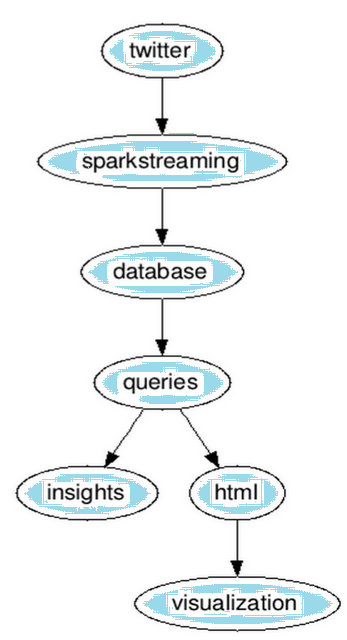 twitter
sparkstreaming
database
queries
insights
html
visualization